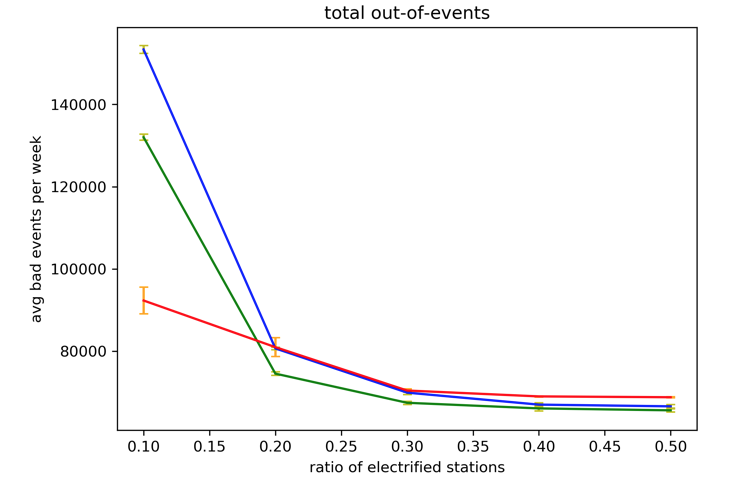 total out-of-events
avg bad events per week
140000
120000
100000
80000
0.10 0.15 0.20 0.25 0.30 0.35 0.40 0.45 0.50
ratio of electrified stations